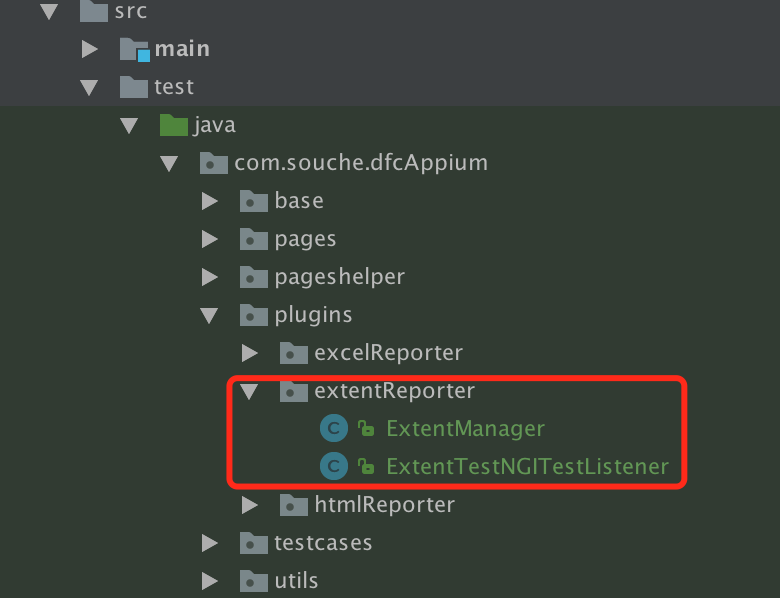 src
main
test
java
com.souche.dfcAppium
base
pages
pageshelper
plugins
excelReporter
extentReporter
C ExtentManager
C ExtentTestNGITestListener
htmlReporter
testcases
utils